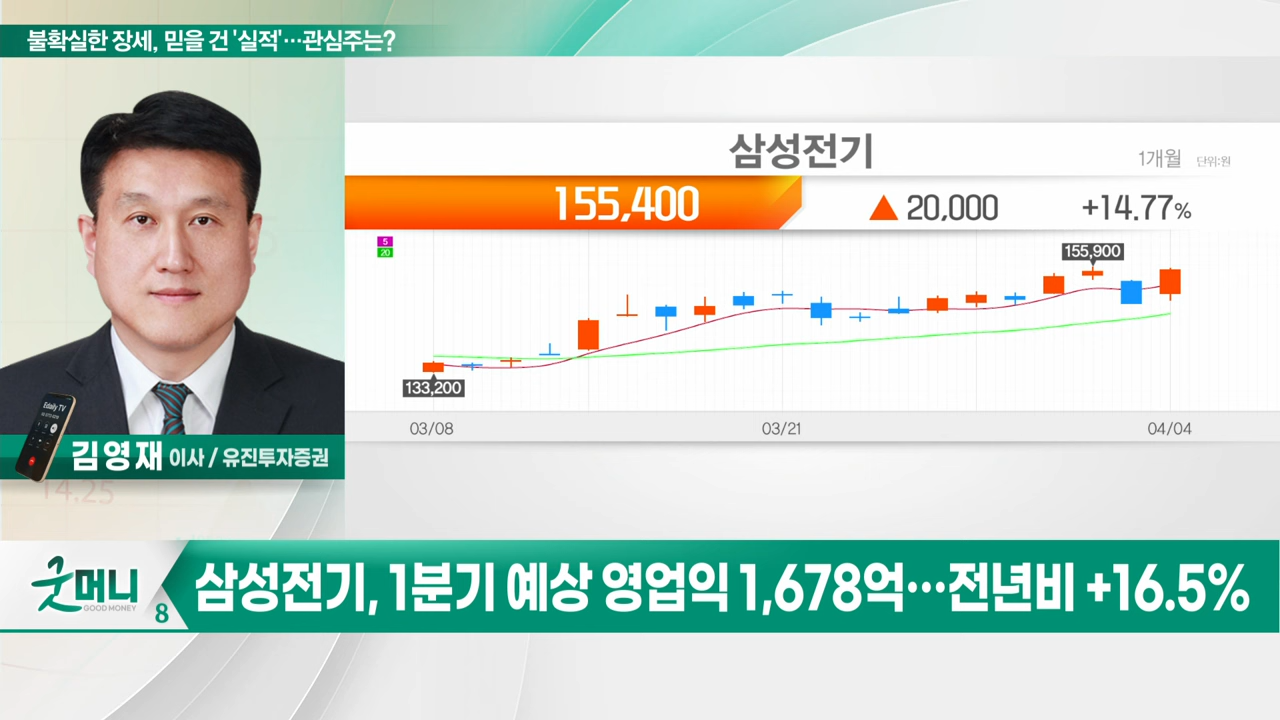 불확실한 장세, 믿을 건 '실적'…관심주는?
삼성전기
1개월 단위:원
155,400 ▲ 20,000 +14.77%
5
20
155,900
133,200
03/08 03/21 04/04
Edaily TV
김영재 이사 / 유진투자증권
14.25
굿머니
GOOD MONEY
8
삼성전기, 1분기 예상 영업익 1,678억…전년비 +16.5%